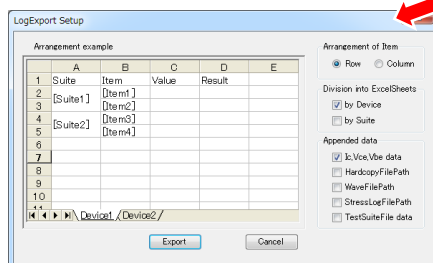 LogExport Setup
Arrangement example
A B C D E
1 Suite Item Value Result
2 [Suite1] [Item1]
3 [Item2]
4 [Suite2] [Item3]
5 [Item4]
6
7
8
9
10
11
Device1 / Device2 /
Export Cancel
Arrangement of Item
Row Column
Division into ExcelSheets
by Device
by Suite
Appended data
Ic,Vce,Vbe data
HardcopyFilePath
WaveFilePath
StressLogFilePath
TestSuiteFile data